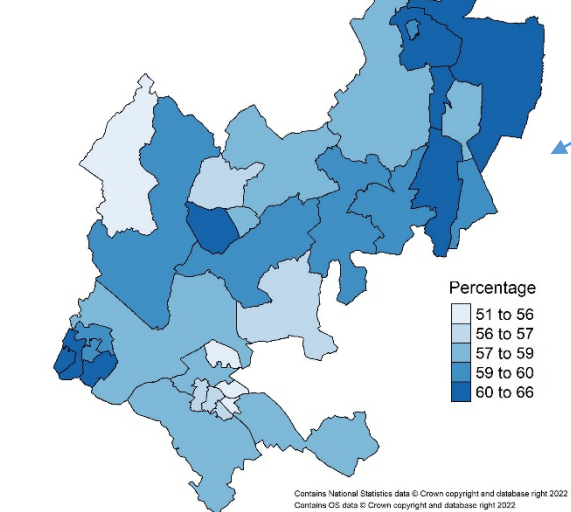 Percentage
51 to 56
56 to 57
57 to 59
59 to 60
60 to 66
Contains National Statistics data © Crown copyright and database right 2022
Contains OS data © Crown copyright and database right 2022